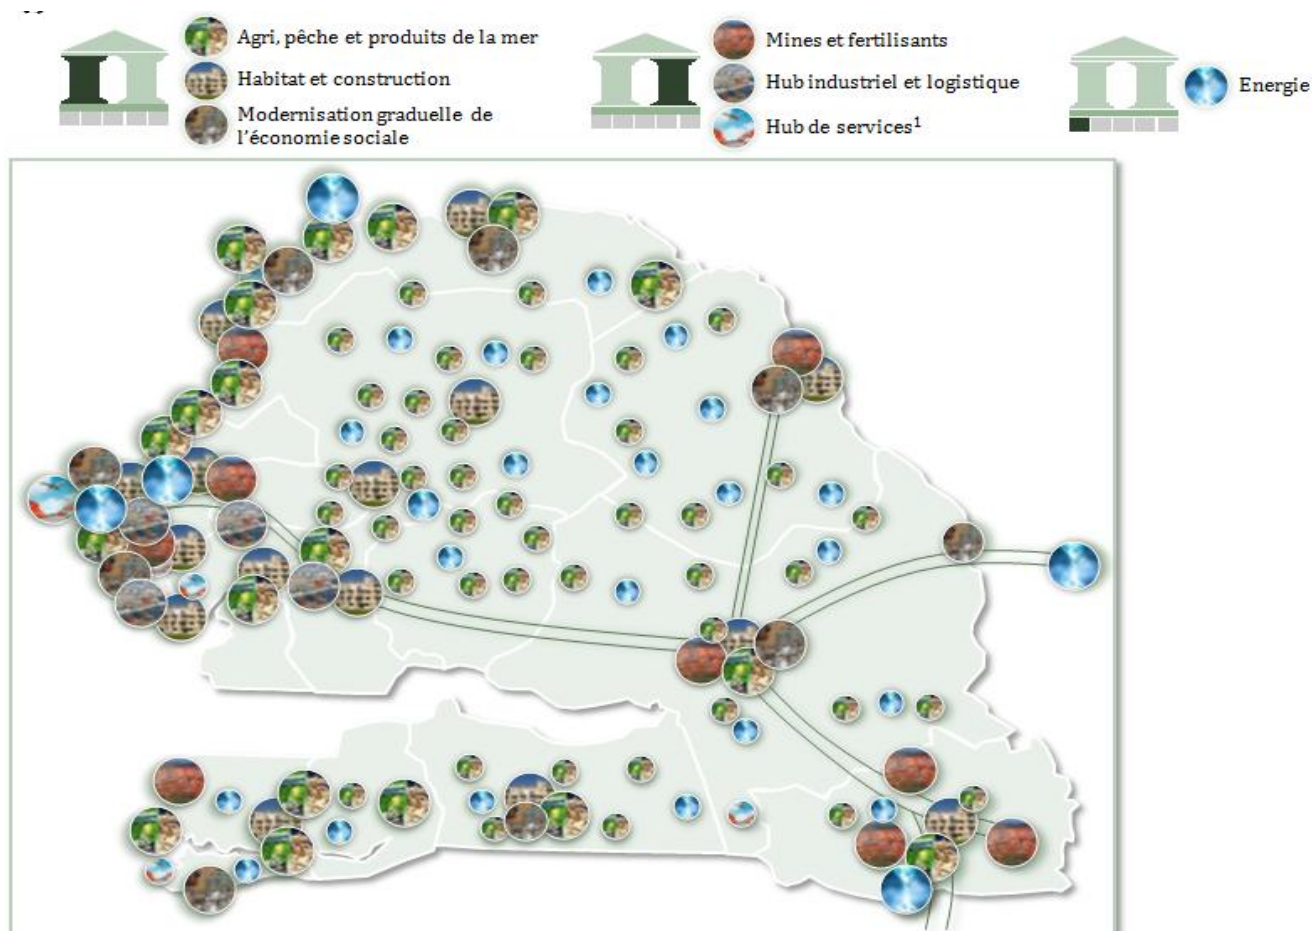 Agri, pêche et produits de la mer
Habitat et construction
Modernisation graduelle de
l’économie sociale
Mines et fertilisants
Hub industriel et logistique
Hub de services1
Energie